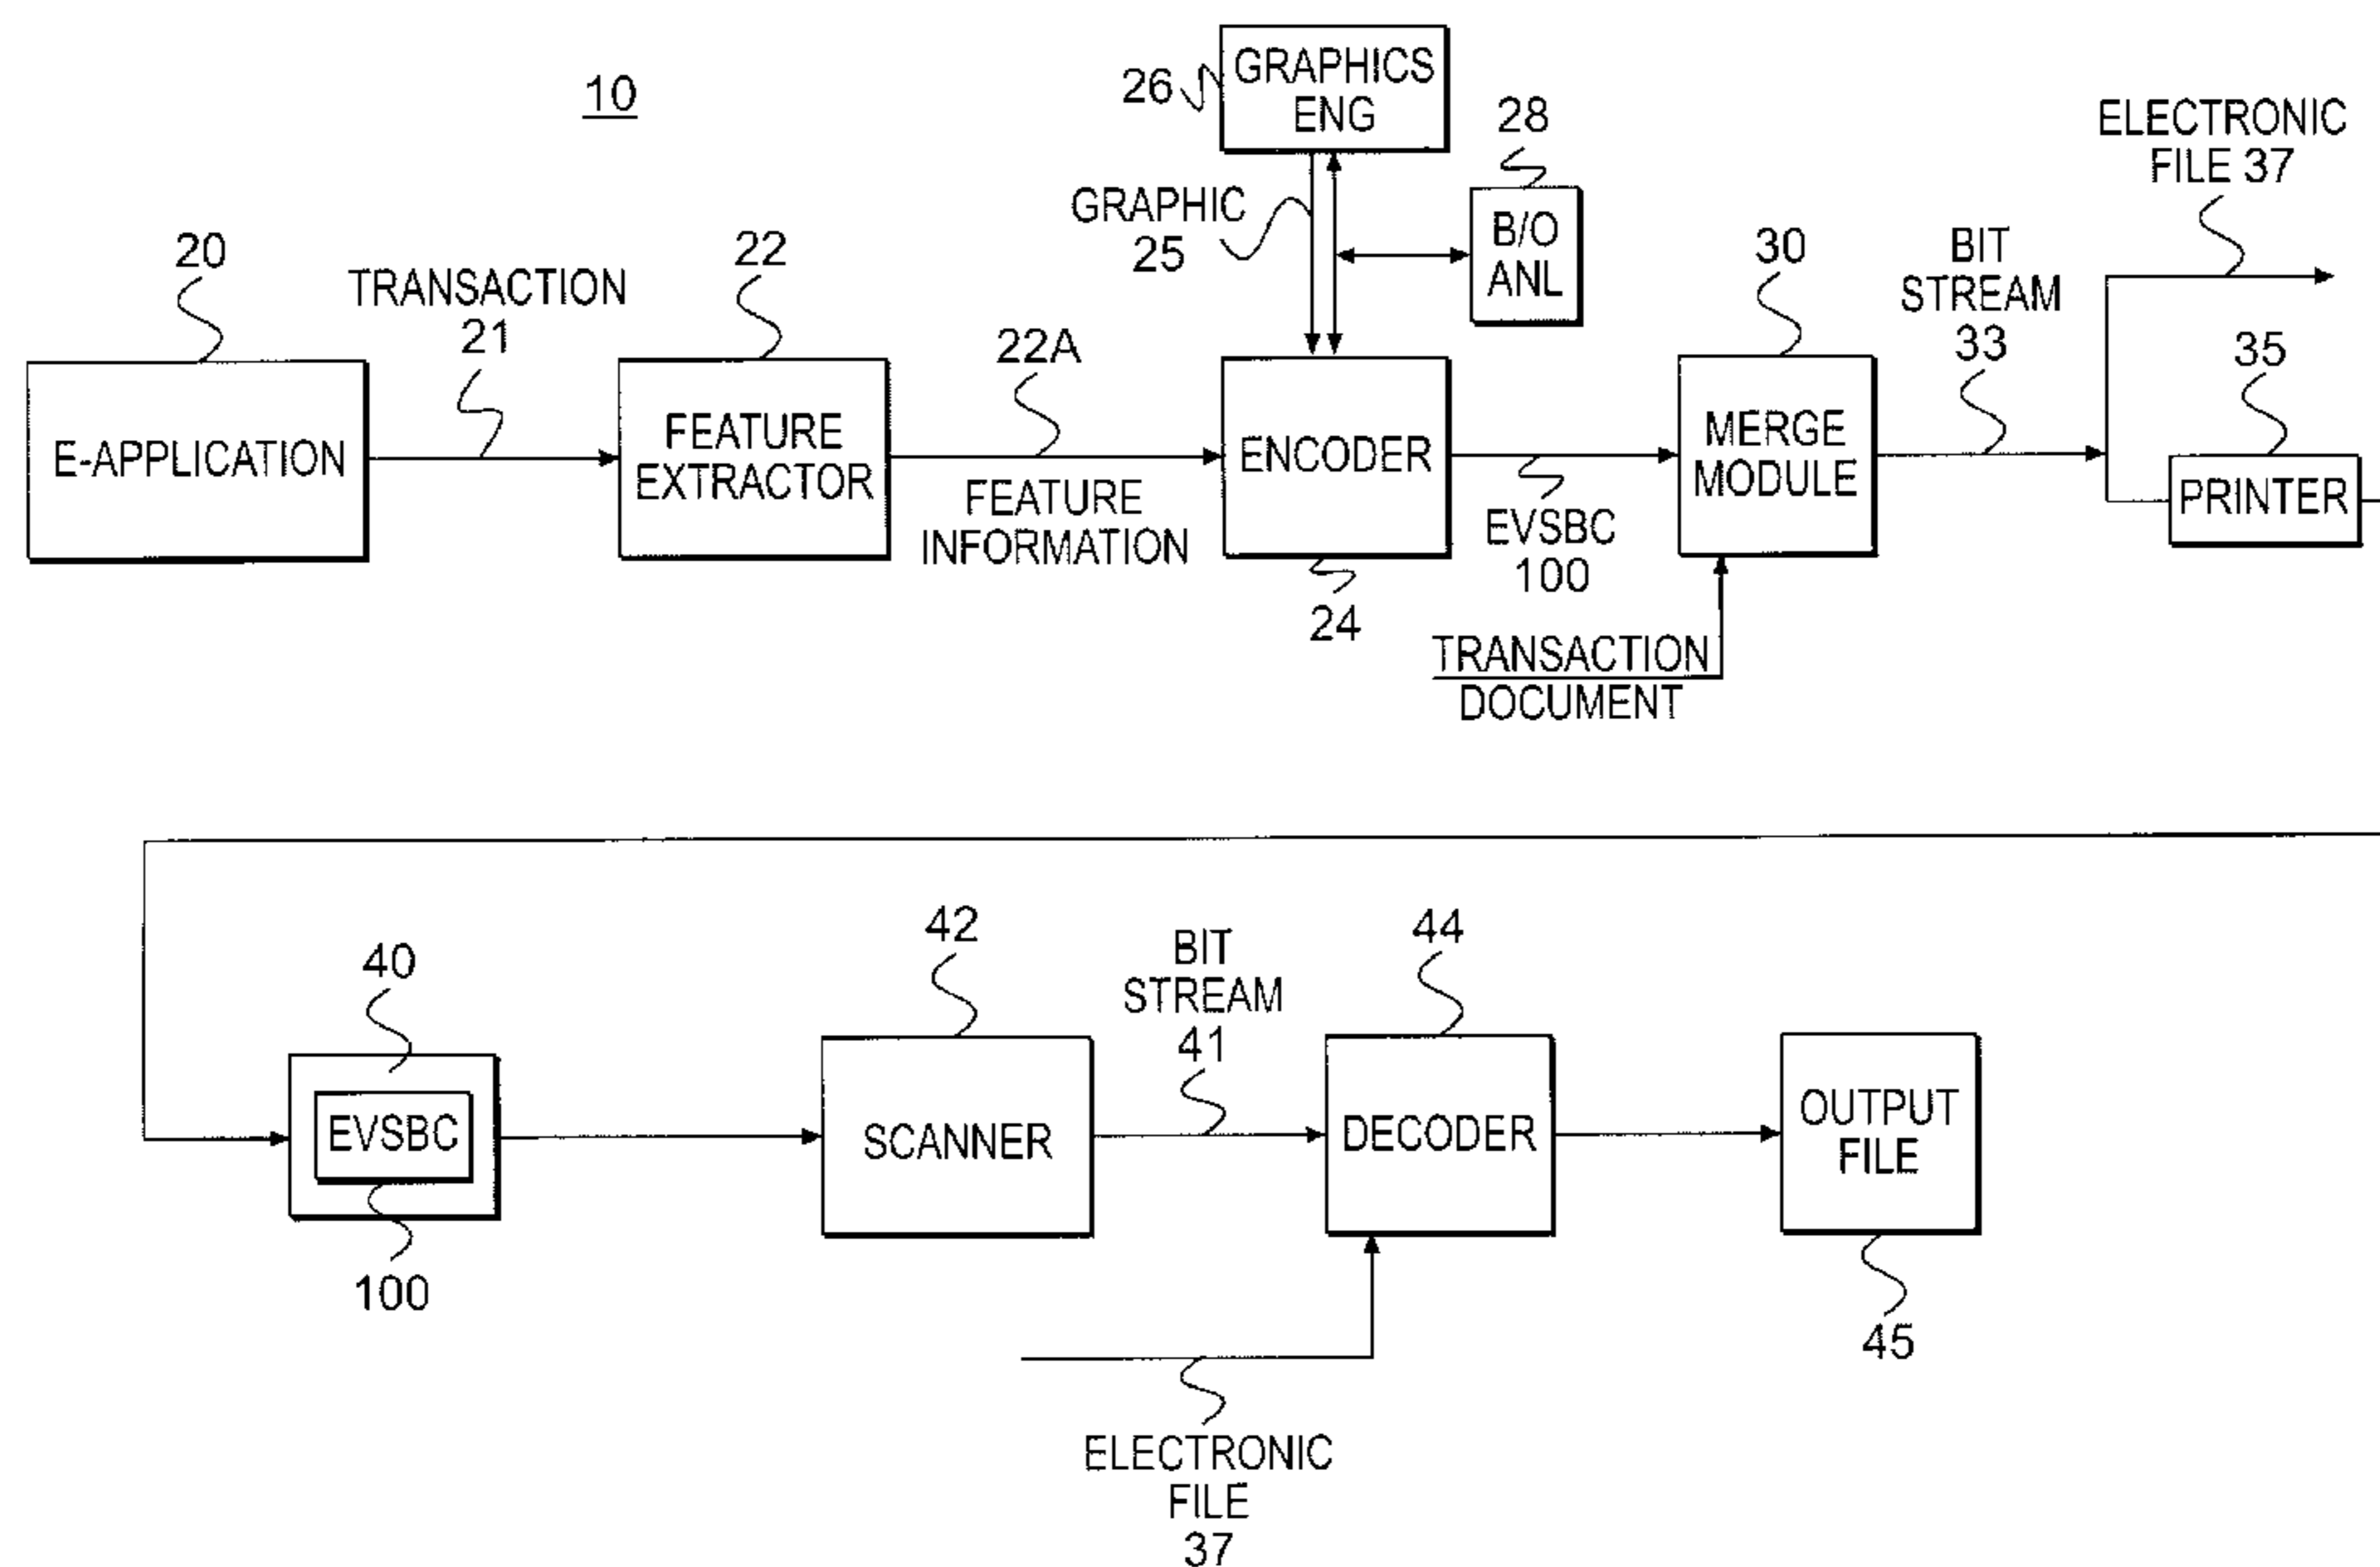 10
26
GRAPHICS
ENG
28
ELECTRONIC
FILE 37
GRAPHIC
25
B/O
ANL
20
TRANSACTION
21
22
22A
30
BIT
STREAM
33
35
E-APPLICATION
FEATURE
EXTRACTOR
FEATURE
INFORMATION
ENCODER
24
EVSBC
100
MERGE
MODULE
PRINTER
TRANSACTION
DOCUMENT
40
EVSBC
100
42
SCANNER
BIT
STREAM
41
44
DECODER
OUTPUT
FILE
45
ELECTRONIC
FILE
37